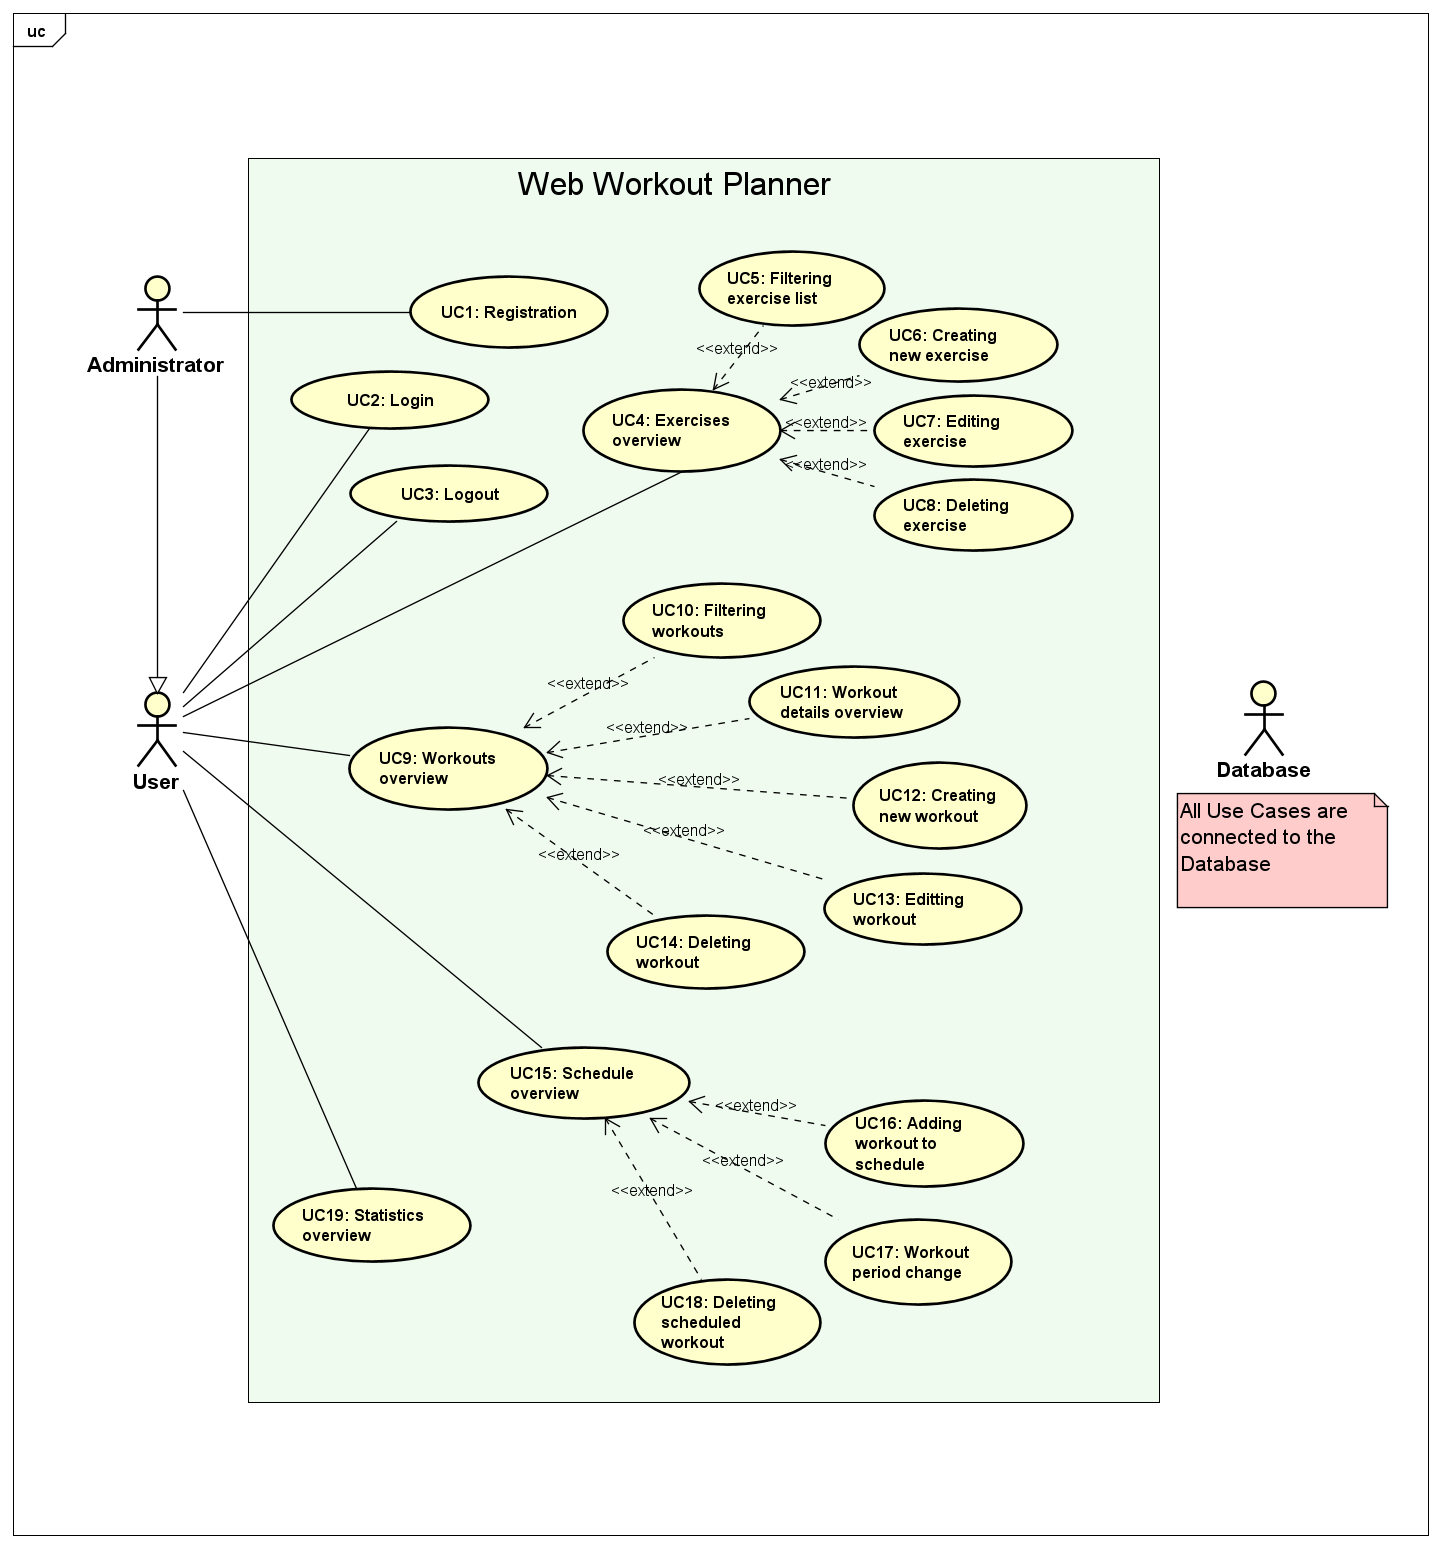 uc
Web Workout Planner
Administrator
UC1: Registration
UC2: Login
UC3: Logout
UC5: Filtering
exercise list
<<extend>>
UC6: Creating
new exercise
<<extend>>
UC4: Exercises
overview
<<extend>>
UC7: Editing
exercise
<<extend>>
UC8: Deleting
exercise
User
UC10: Filtering
workouts
<<extend>>
UC11: Workout
details overview
<<extend>>
UC9: Workouts
overview
<<extend>>
UC12: Creating
new workout
<<extend>>
UC13: Editting
workout
<<extend>>
UC14: Deleting
workout
Database
All Use Cases are
connected to the
Database
UC15: Schedule
overview
<<extend>>
UC16: Adding
workout to
schedule
<<extend>>
UC17: Workout
period change
<<extend>>
UC18: Deleting
scheduled
workout
UC19: Statistics
overview